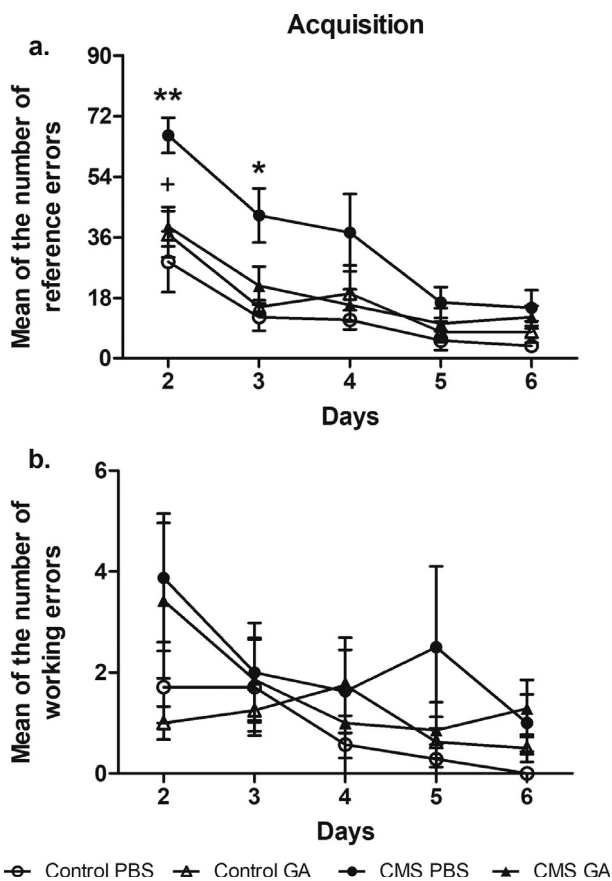 Acquisition
a.
Mean of the number of
reference errors
90
72
54
36
18
0
**
*
+
2 3 4 5 6
Days
b.
Mean of the number of
working errors
6
4
2
0
2 3 4 5 6
Days
Control PBS Control GA CMS PBS CMS GA